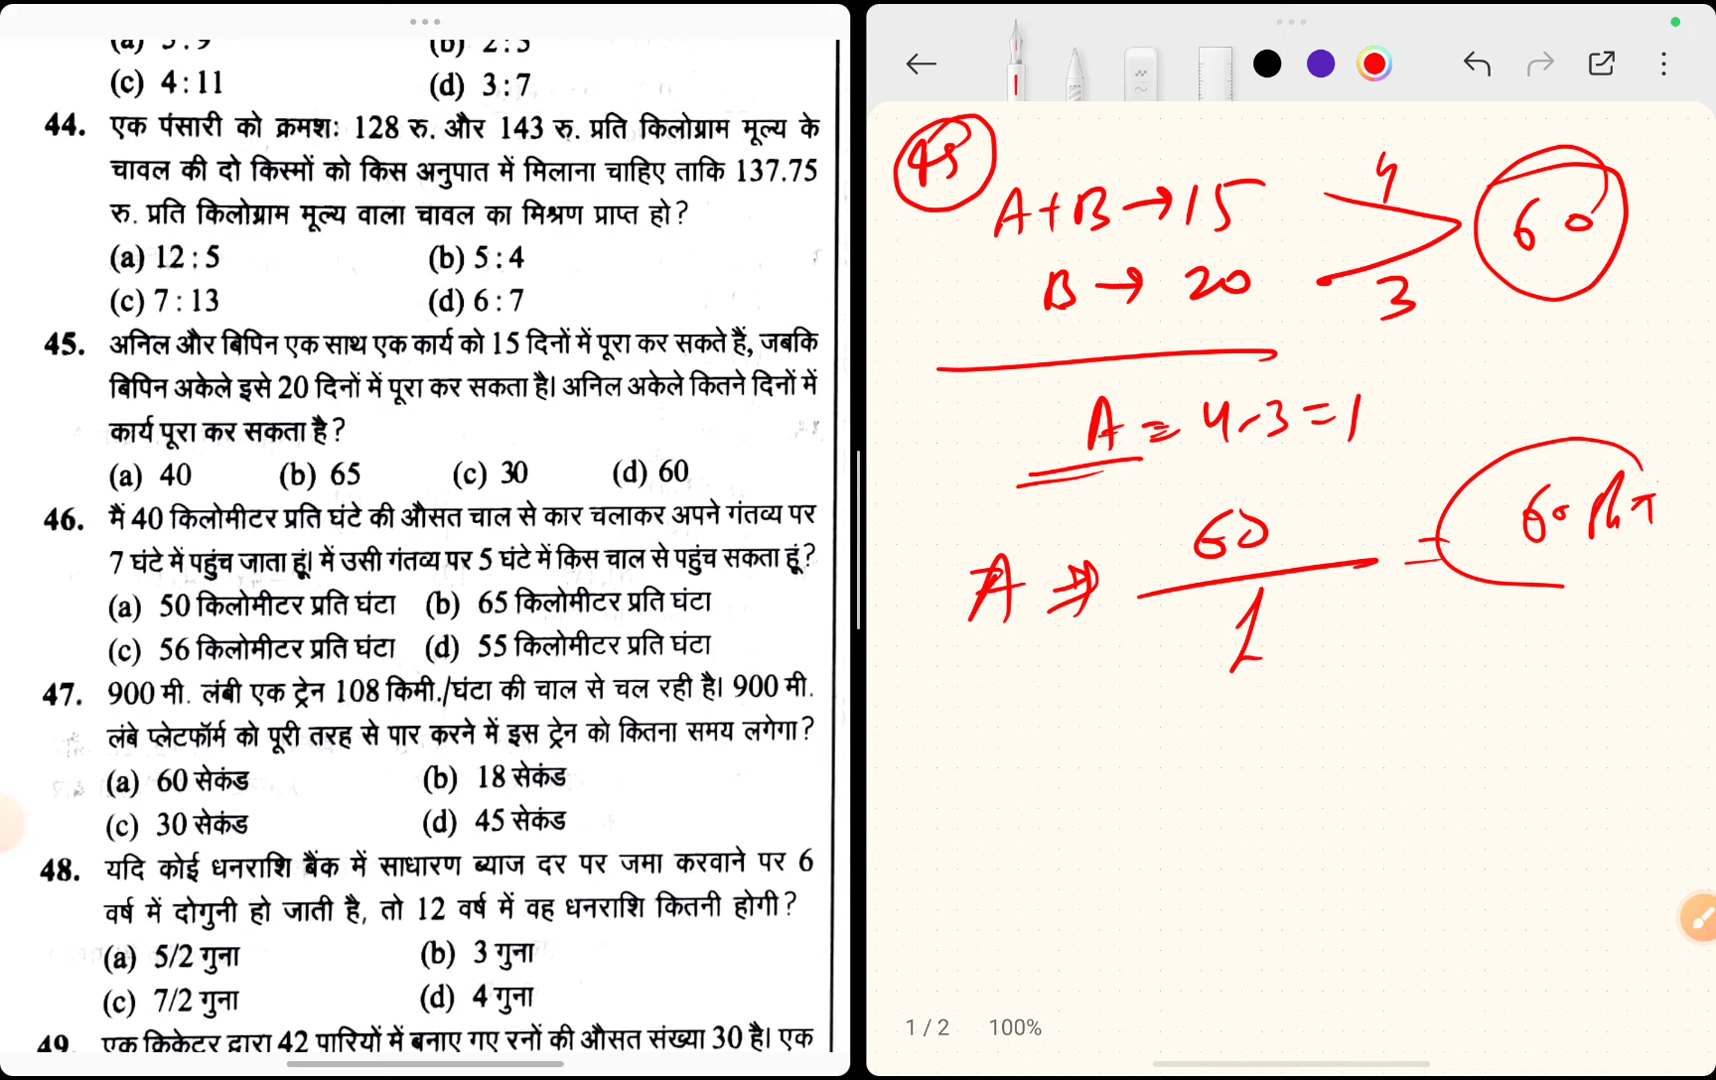 (c) 4 : 11 (d) 3 : 7
44. एक पंसारी को क्रमशः 128 रु. और 143 रु. प्रति किलोग्राम मूल्य के
चावल की दो किस्मों को किस अनुपात में मिलाना चाहिए ताकि 137.75
रु. प्रति किलोग्राम मूल्य वाला चावल का मिश्रण प्राप्त हो?
(a) 12 : 5 (b) 5 : 4
(c) 7 : 13 (d) 6 : 7
45. अनिल और बिपिन एक साथ एक कार्य को 15 दिनों में पूरा कर सकते हैं, जबकि
बिपिन अकेले इसे 20 दिनों में पूरा कर सकता है। अनिल अकेले कितने दिनों में
कार्य पूरा कर सकता है?
(a) 40 (b) 65 (c) 30 (d) 60
46. मैं 40 किलोमीटर प्रति घंटे की औसत चाल से कार चलाकर अपने गंतव्य पर
7 घंटे में पहुंच जाता हूं। में उसी गंतव्य पर 5 घंटे में किस चाल से पहुंच सकता हूं?
(a) 50 किलोमीटर प्रति घंटा (b) 65 किलोमीटर प्रति घंटा
(c) 56 किलोमीटर प्रति घंटा (d) 55 किलोमीटर प्रति घंटा
47. 900 मी. लंबी एक ट्रेन 108 किमी./घंटा की चाल से चल रही है। 900 मी.
लंबे प्लेटफॉर्म को पूरी तरह से पार करने में इस ट्रेन को कितना समय लगेगा?
(a) 60 सेकंड (b) 18 सेकंड
(c) 30 सेकंड (d) 45 सेकंड
48. यदि कोई धनराशि बैंक में साधारण ब्याज दर पर जमा करवाने पर 6
वर्ष में दोगुनी हो जाती है, तो 12 वर्ष में वह धनराशि कितनी होगी?
(a) 5/2 गुना (b) 3 गुना
(c) 7/2 गुना (d) 4 गुना
49. एक क्रिकेटर द्वारा 42 पारियों में बनाए गए रनों की औसत संख्या 30 है। एक
45
A+B → 15 4 60
B → 20 3
A = 4-3=1
A ⇒ 60 = 60
1
1 / 2 100%